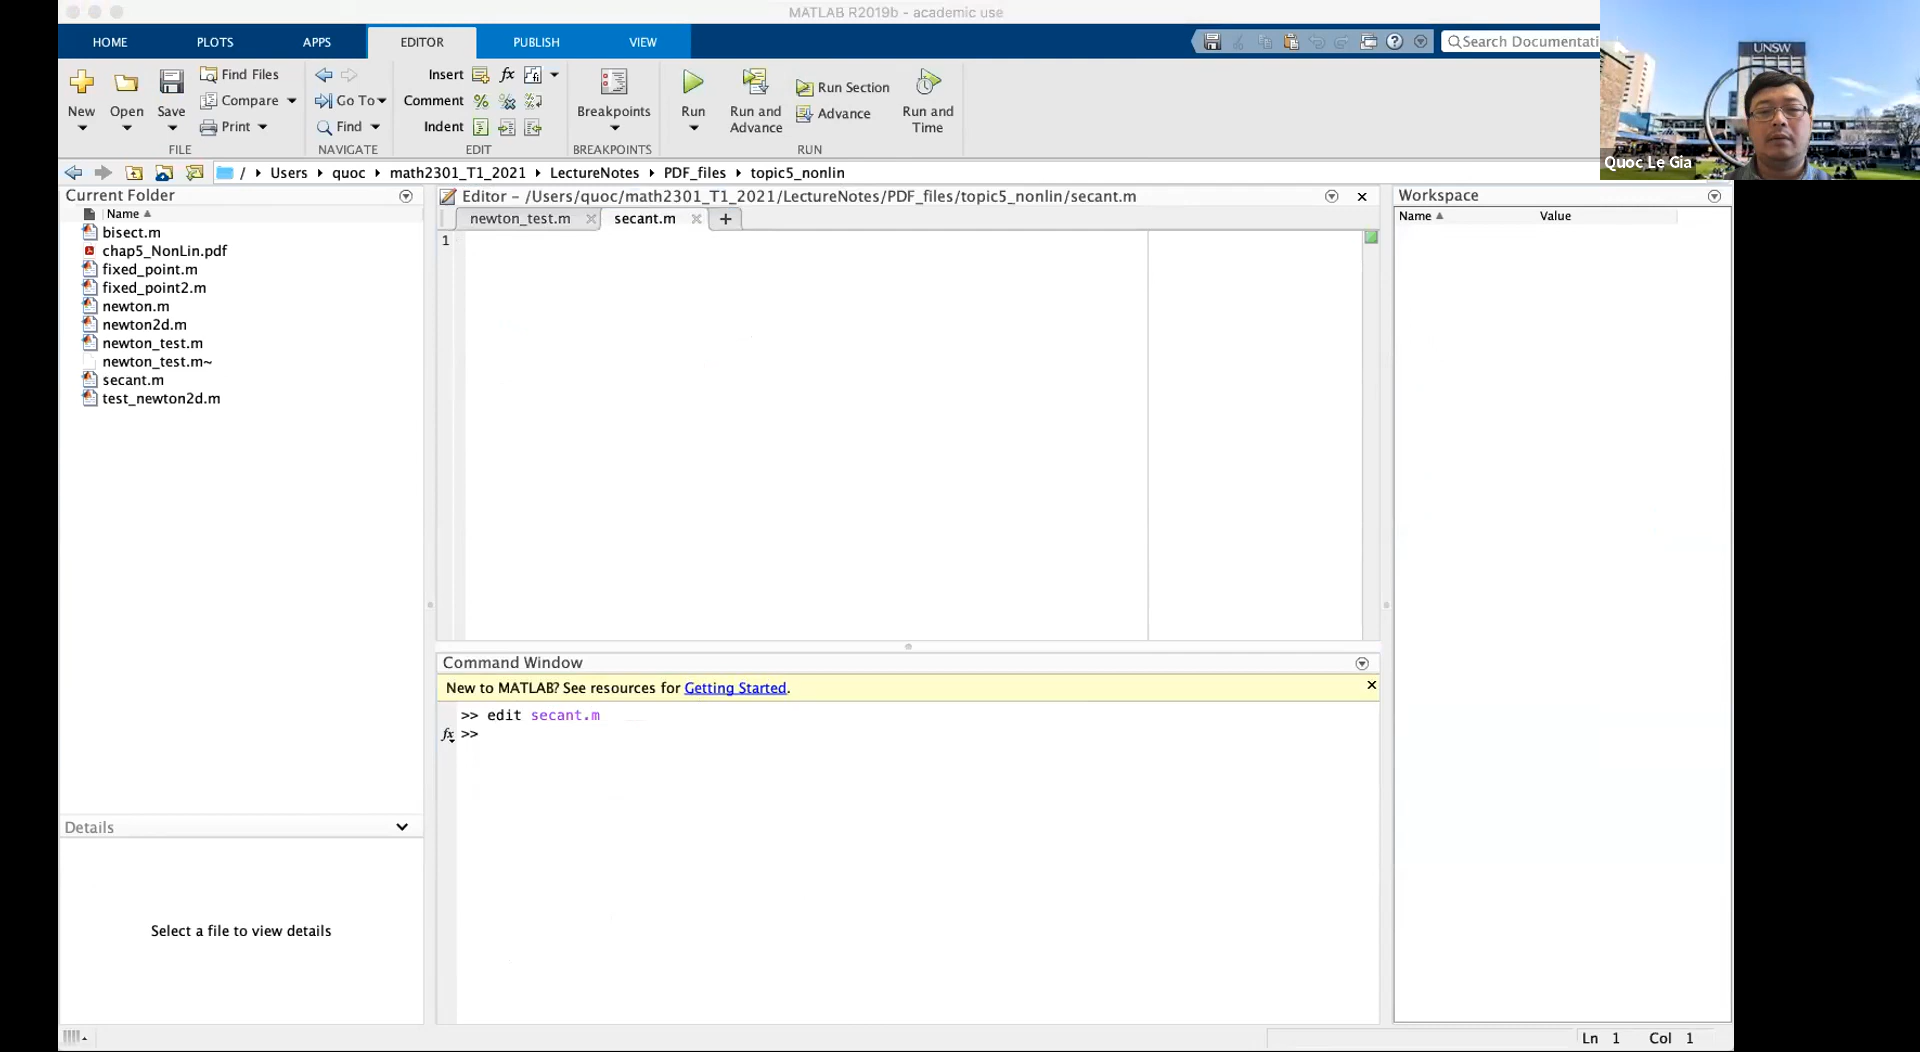 MATLAB R2019b - academic use
HOME PLOTS APPS EDITOR PUBLISH VIEW
Search Documentati
New
Open
Save
Find Files
Compare
Print
FILE
Go To
Find
NAVIGATE
Insert fx
Comment
Indent
EDIT
Breakpoints
BREAKPOINTS
Run
Run and
Advance
Run Section
Advance
Run and
Time
RUN
UNSW
Quoc Le Gia
/ Users quoc math2301_T1_2021 LectureNotes PDF_files topic5_nonlin
Current Folder
Name
bisect.m
chap5_NonLin.pdf
fixed_point.m
fixed_point2.m
newton.m
newton2d.m
newton_test.m
newton_test.m~
secant.m
test_newton2d.m
Details
Select a file to view details
Editor - /Users/quoc/math2301_T1_2021/LectureNotes/PDF_files/topic5_nonlin/secant.m
newton_test.m secant.m +
1
Command Window
New to MATLAB? See resources for Getting Started.
>> edit secant.m
fx >>
Workspace
Name Value
Ln 1 Col 1